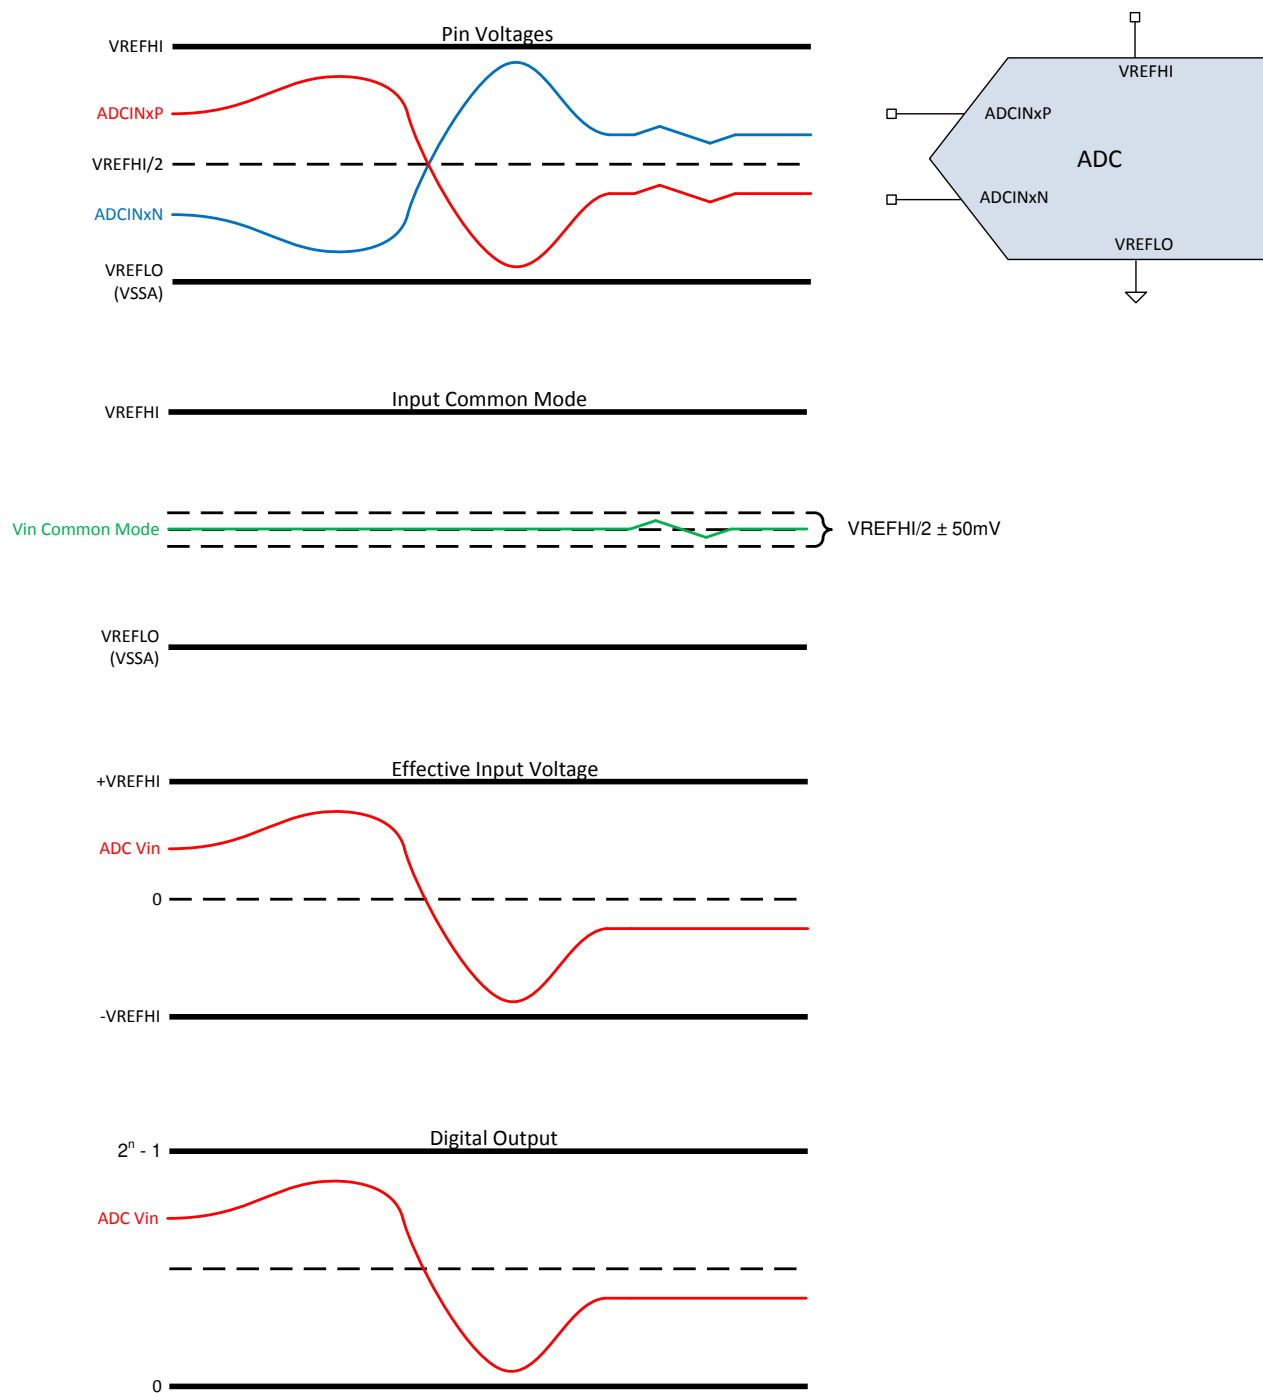 Pin Voltages
VREFHI
ADCINxP
VREFHI/2
ADCINxN
VREFLO
(VSSA)
VREFHI
ADCINxP
ADC
ADCINxN
VREFLO
Input Common Mode
VREFHI
Vin Common Mode
VREFHI/2 ± 50mV
VREFLO
(VSSA)
Effective Input Voltage
+VREFHI
ADC Vin
0
-VREFHI
Digital Output
2ⁿ - 1
ADC Vin
0